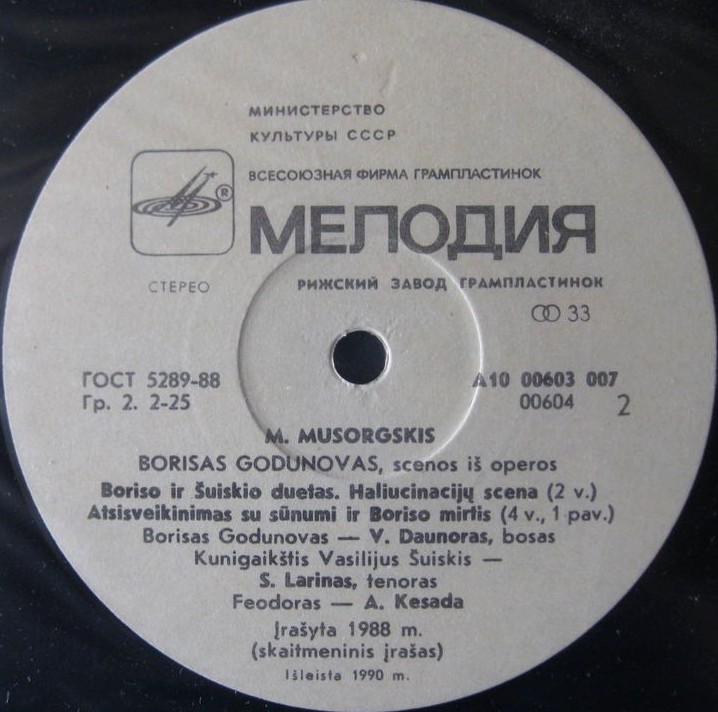 МИНИСТЕРСТВО
КУЛЬТУРЫ СССР
ВСЕСОЮЗНАЯ ФИРМА ГРАМПЛАСТИНОК
®
МЕЛОДИЯ
СТЕРЕО
РИЖСКИЙ ЗАВОД ГРАМПЛАСТИНОК
33
ГОСТ 5289-88
А10 00603 007
Гр. 2. 2-25
00604 2
M. MUSORGSKIS
BORISAS GODUNOVAS, scenos iš operos
Boriso ir Šuiskio duetas. Haliucinacijų scena (2 v.)
Atsisveikinimas su sūnumi ir Boriso mirtis (4 v., 1 pav.)
Borisas Godunovas — V. Daunoras, bosas
Kunigaikštis Vasilijus Šuiskis —
S. Larinas, tenoras
Feodoras — A. Kesada
Įrašyta 1988 m.
(skaitmeninis įrašas)
Išleista 1990 m.